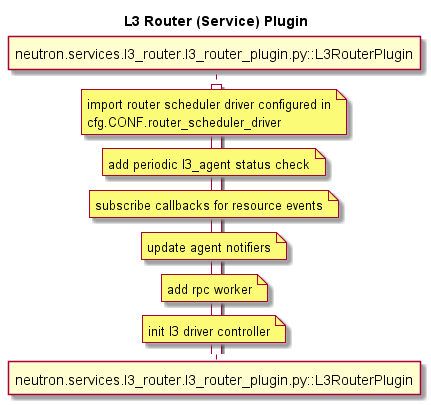 L3 Router (Service) Plugin
neutron.services.l3_router.l3_router_plugin.py::L3RouterPlugin
import router scheduler driver configured in
cfg.CONF.router_scheduler_driver
add periodic l3_agent status check
subscribe callbacks for resource events
update agent notifiers
add rpc worker
init l3 driver controller
neutron.services.l3_router.l3_router_plugin.py::L3RouterPlugin